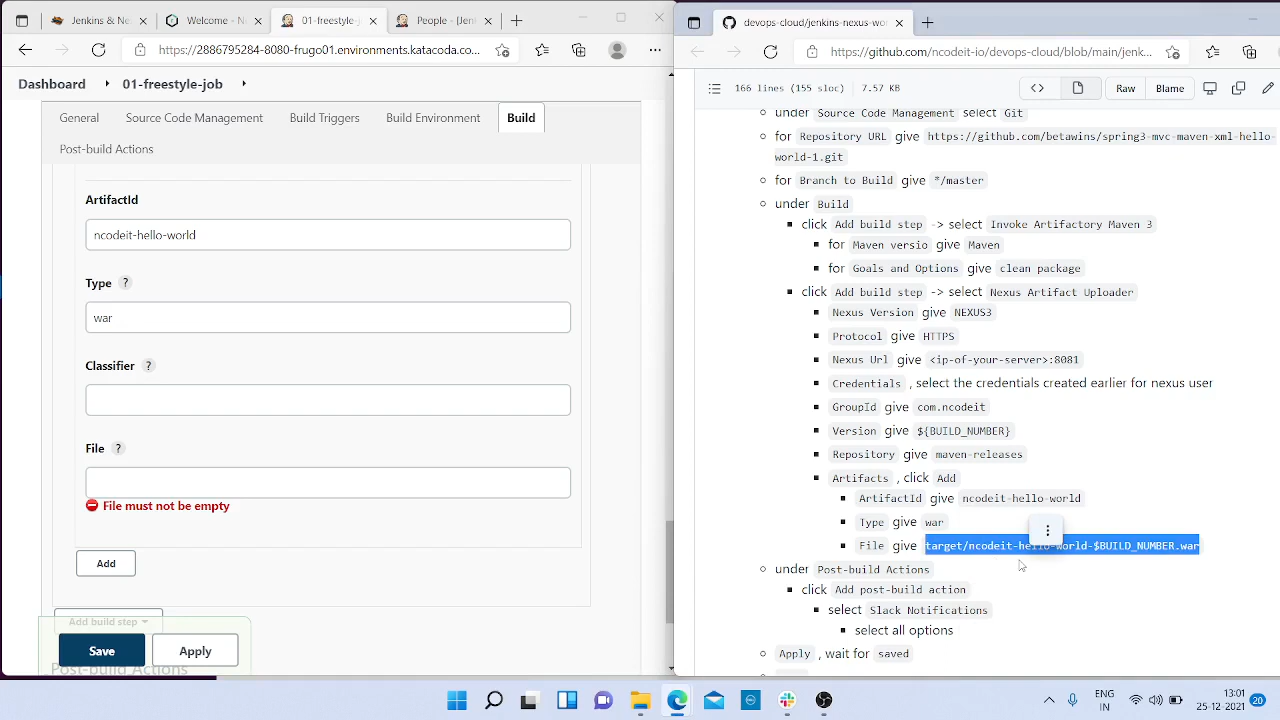 Jenkins & Ne
Welcome - N
01-freestyle-j
People - [Jen
devops-cloud/jenkins-nexus-wor
https://2886795284-8080-frugo01.environments.katacoda.co...
https://github.com/ncodeit-io/devops-cloud/blob/main/jenk...
Dashboard
01-freestyle-job
166 lines (155 sloc)
7.57 KB
Raw
Blame
General
Source Code Management
Build Triggers
Build Environment
Build
Post-build Actions
ArtifactId
ncodeit-hello-world
Type ?
war
Classifier ?
File ?
File must not be empty
Add
Add build step
Save
Apply
Post-build Actions
under Source Code Management select Git
for Repository URL give https://github.com/betawins/spring3-mvc-maven-xml-hello-
world-1.git
for Branch to Build give */master
under Build
click Add build step -> select Invoke Artifactory Maven 3
for Maven versio give Maven
for Goals and Options give clean package
click Add build step -> select Nexus Artifact Uploader
Nexus Version give NEXUS3
Protocol give HTTPS
Nexus Url give <ip-of-your-server>:8081
Credentials , select the credentials created earlier for nexus user
GroupId give com.ncodeit
Version give ${BUILD_NUMBER}
Repository give maven-releases
Artifacts , click Add
ArtifactId give ncodeit-hello-world
Type give war
File give target/ncodeit-hello-world-$BUILD_NUMBER.war
under Post-build Actions
click Add post-build action
select Slack Notifications
select all options
Apply , wait for saved
ENG
IN
13:01
25-12-2021
20